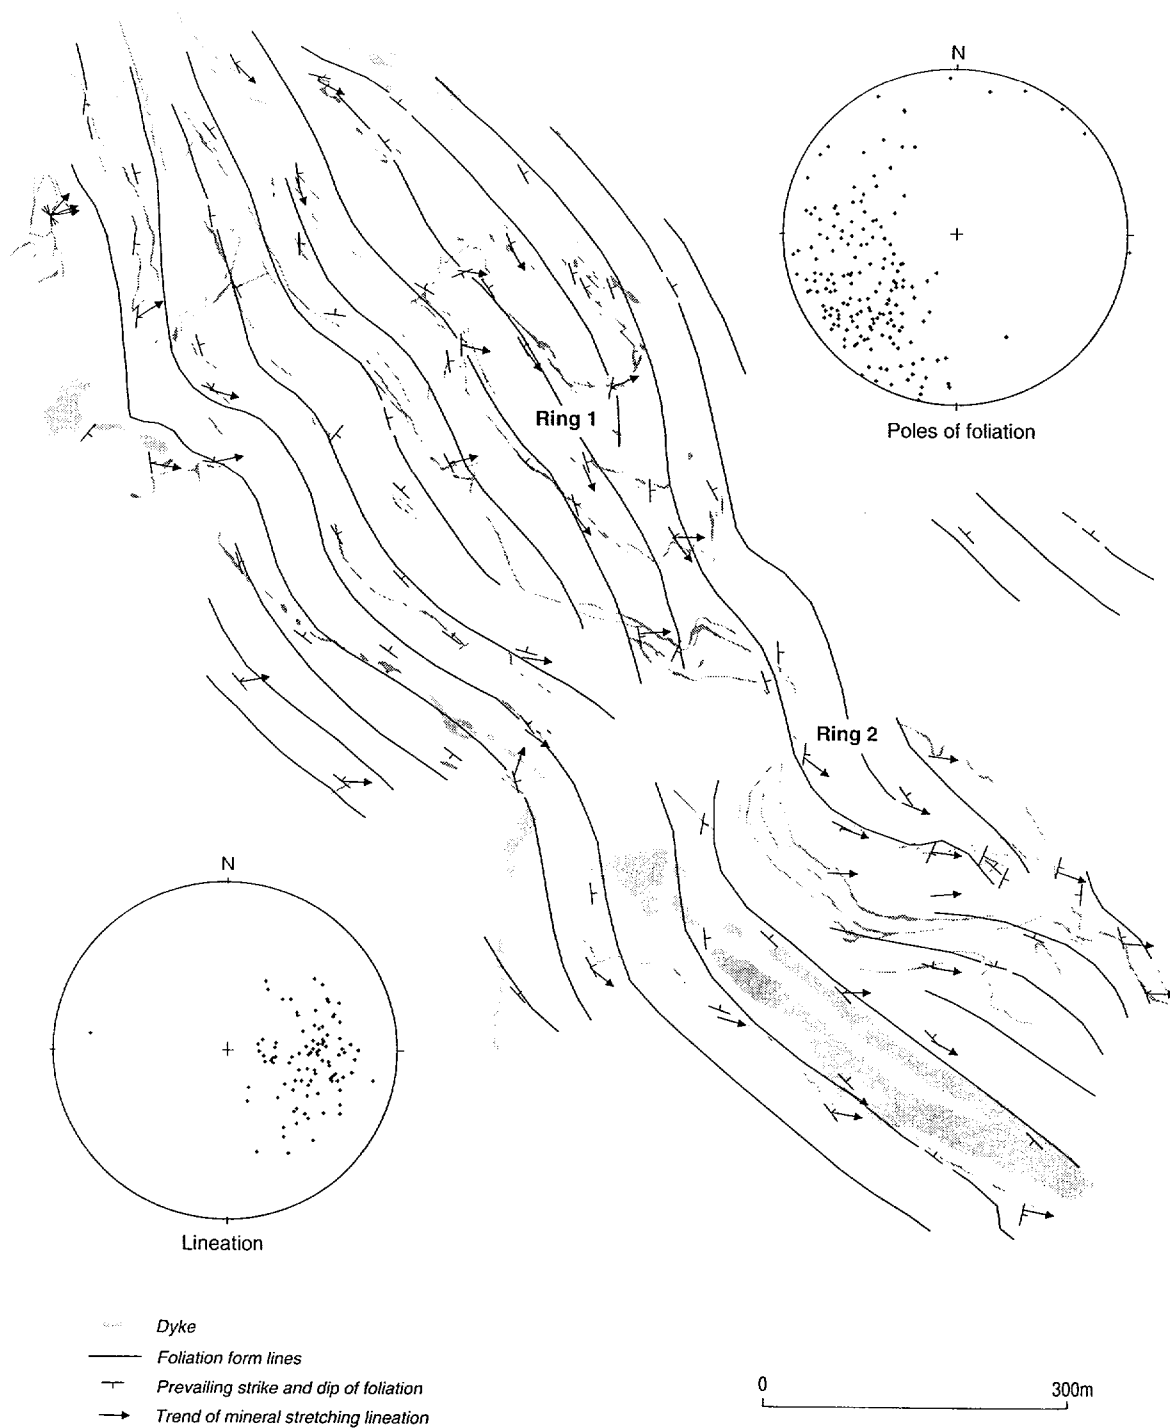 N
Poles of foliation
Ring 1
Ring 2
N
Lineation
Dyke
Foliation form lines
Prevailing strike and dip of foliation
Trend of mineral stretching lineation
0 300m